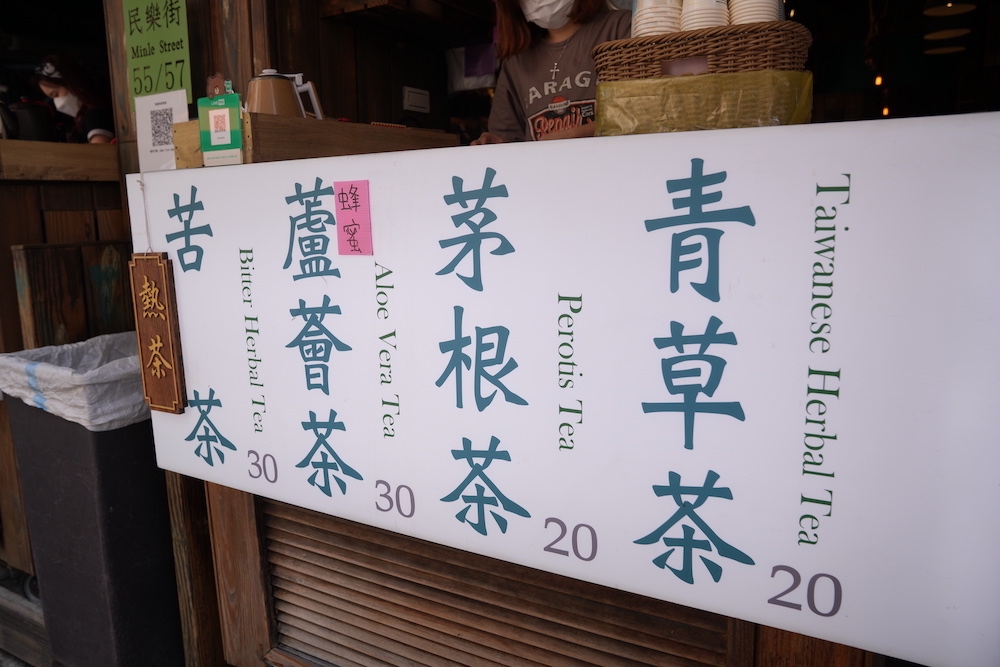 民樂街
Minle Street
55/57
ARAG
Repair
Taiwanese Herbal Tea
青草茶
20
Perotis Tea
茅根茶
20
Aloe Vera Tea
蜂蜜
蘆薈茶
30
Bitter Herbal Tea
苦茶
30
熱茶